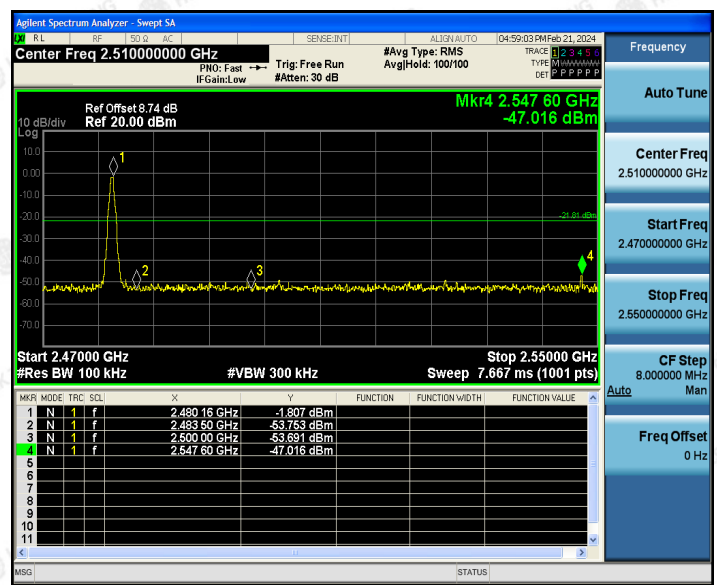 Agilent Spectrum Analyzer - Swept SA
LXI RL RF 50 Ω AC SENSE:INT ALIGN AUTO 04:59:03 PM Feb 21, 2024
Center Freq 2.510000000 GHz
PNO: Fast
IFGain:Low
Trig: Free Run
#Atten: 30 dB
#Avg Type: RMS
Avg|Hold: 100/100
TRACE 1 2 3 4 5 6
TYPE M
DET P P P P P P
Mkr4 2.547 60 GHz
-47.016 dBm
Ref Offset 8.74 dB
Ref 20.00 dBm
10 dB/div
Log
10.0
0.00
-10.0
-20.0
-30.0
-40.0
-50.0
-60.0
-70.0
1
2
3
4
-21.81 dBm
Start 2.47000 GHz Stop 2.55000 GHz
#Res BW 100 kHz #VBW 300 kHz Sweep 7.667 ms (1001 pts)
MKR MODE TRC SCL X Y FUNCTION FUNCTION WIDTH FUNCTION VALUE
1 N 1 f 2.480 16 GHz -1.807 dBm
2 N 1 f 2.483 50 GHz -53.753 dBm
3 N 1 f 2.500 00 GHz -53.691 dBm
4 N 1 f 2.547 60 GHz -47.016 dBm
5
6
7
8
9
10
11
MSG STATUS
Frequency
Auto Tune
Center Freq
2.510000000 GHz
Start Freq
2.470000000 GHz
Stop Freq
2.550000000 GHz
CF Step
8.000000 MHz
Auto Man
Freq Offset
0 Hz